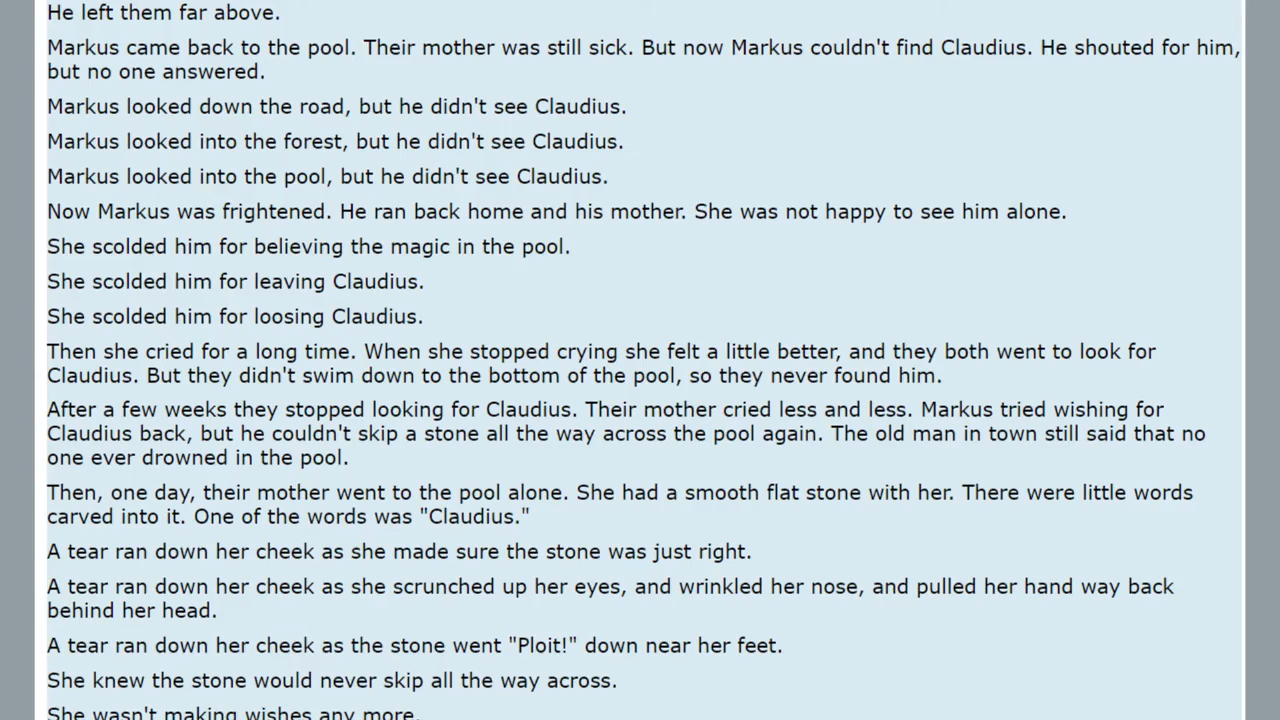 He left them far above.
Markus came back to the pool. Their mother was still sick. But now Markus couldn't find Claudius. He shouted for him,
but no one answered.
Markus looked down the road, but he didn't see Claudius.
Markus looked into the forest, but he didn't see Claudius.
Markus looked into the pool, but he didn't see Claudius.
Now Markus was frightened. He ran back home and his mother. She was not happy to see him alone.
She scolded him for believing the magic in the pool.
She scolded him for leaving Claudius.
She scolded him for loosing Claudius.
Then she cried for a long time. When she stopped crying she felt a little better, and they both went to look for
Claudius. But they didn't swim down to the bottom of the pool, so they never found him.
After a few weeks they stopped looking for Claudius. Their mother cried less and less. Markus tried wishing for
Claudius back, but he couldn't skip a stone all the way across the pool again. The old man in town still said that no
one ever drowned in the pool.
Then, one day, their mother went to the pool alone. She had a smooth flat stone with her. There were little words
carved into it. One of the words was "Claudius."
A tear ran down her cheek as she made sure the stone was just right.
A tear ran down her cheek as she scrunched up her eyes, and wrinkled her nose, and pulled her hand way back
behind her head.
A tear ran down her cheek as the stone went "Ploit!" down near her feet.
She knew the stone would never skip all the way across.
She wasn't making wishes any more.